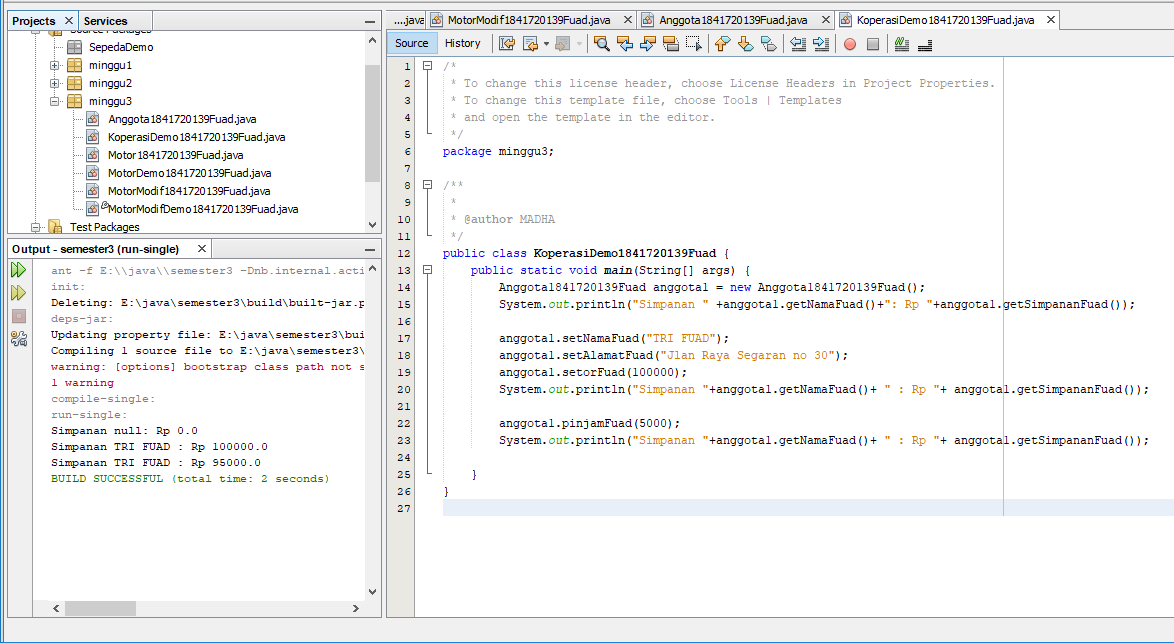 Projects
Services
Source Packages
SepedaDemo
minggu1
minggu2
minggu3
Anggota1841720139Fuad.java
KoperasiDemo1841720139Fuad.java
Motor1841720139Fuad.java
MotorDemo1841720139Fuad.java
MotorModif1841720139Fuad.java
MotorModifDemo1841720139Fuad.java
Test Packages
Output - semester3 (run-single)
ant -f E:\\java\\semester3 -Dnb.internal.acti
init:
Deleting: E:\java\semester3\build\built-jar.p
deps-jar:
Updating property file: E:\java\semester3\bui
Compiling 1 source file to E:\java\semester3\
warning: [options] bootstrap class path not s
1 warning
compile-single:
run-single:
Simpanan null: Rp 0.0
Simpanan TRI FUAD : Rp 100000.0
Simpanan TRI FUAD : Rp 95000.0
BUILD SUCCESSFUL (total time: 2 seconds)
....java MotorModif1841720139Fuad.java Anggota1841720139Fuad.java KoperasiDemo1841720139Fuad.java
Source History
1 /*
2 * To change this license header, choose License Headers in Project Properties.
3 * To change this template file, choose Tools | Templates
4 * and open the template in the editor.
5 */
6 package minggu3;
7
8 /**
9 *
10 * @author MADHA
11 */
12 public class KoperasiDemo1841720139Fuad {
13 public static void main(String[] args) {
14 Anggota1841720139Fuad anggota1 = new Anggota1841720139Fuad();
15 System.out.println("Simpanan " +anggota1.getNamaFuad()+": Rp "+anggota1.getSimpananFuad());
16
17 anggota1.setNamaFuad("TRI FUAD");
18 anggota1.setAlamatFuad("Jlan Raya Segaran no 30");
19 anggota1.setorFuad(100000);
20 System.out.println("Simpanan "+anggota1.getNamaFuad()+ " : Rp "+ anggota1.getSimpananFuad());
21
22 anggota1.pinjamFuad(5000);
23 System.out.println("Simpanan "+anggota1.getNamaFuad()+ " : Rp "+ anggota1.getSimpananFuad());
24
25 }
26 }
27